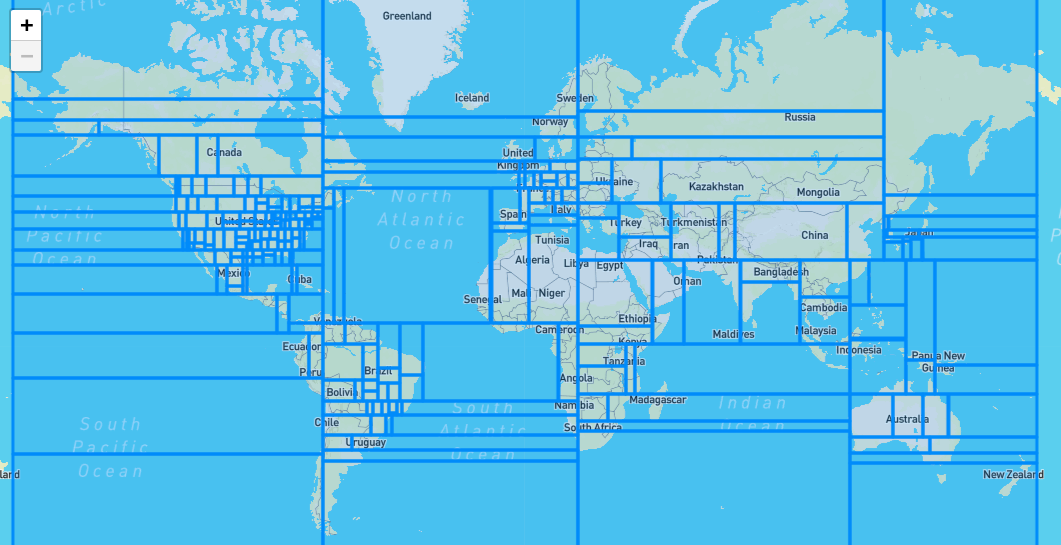 Arctic
Greenland
+
−
Iceland
Sweden
Norway
Russia
United
Kingdom
Canada
Ukraine
Kazakhstan
Mongolia
North
Pacific
Ocean
North
Atlantic
Ocean
Spain
Italy
United States
Turkey
Turkmenistan
China
Japan
Tunisia
Iraq
Iran
Algeria
Libya
Egypt
Pakistan
Mexico
Cuba
Bangladesh
Oman
Senegal
Mali
Niger
Cambodia
Venezuela
Ethiopia
Cameroon
Maldives
Malaysia
Kenya
Ecuador
Indonesia
Papua New
Guinea
Tanzania
Peru
Brazil
Angola
Bolivia
Namibia
Madagascar
Indian
Ocean
South
Atlantic
Ocean
South
Pacific
Ocean
Chile
Australia
South Africa
Uruguay
land
New Zealand
P
O